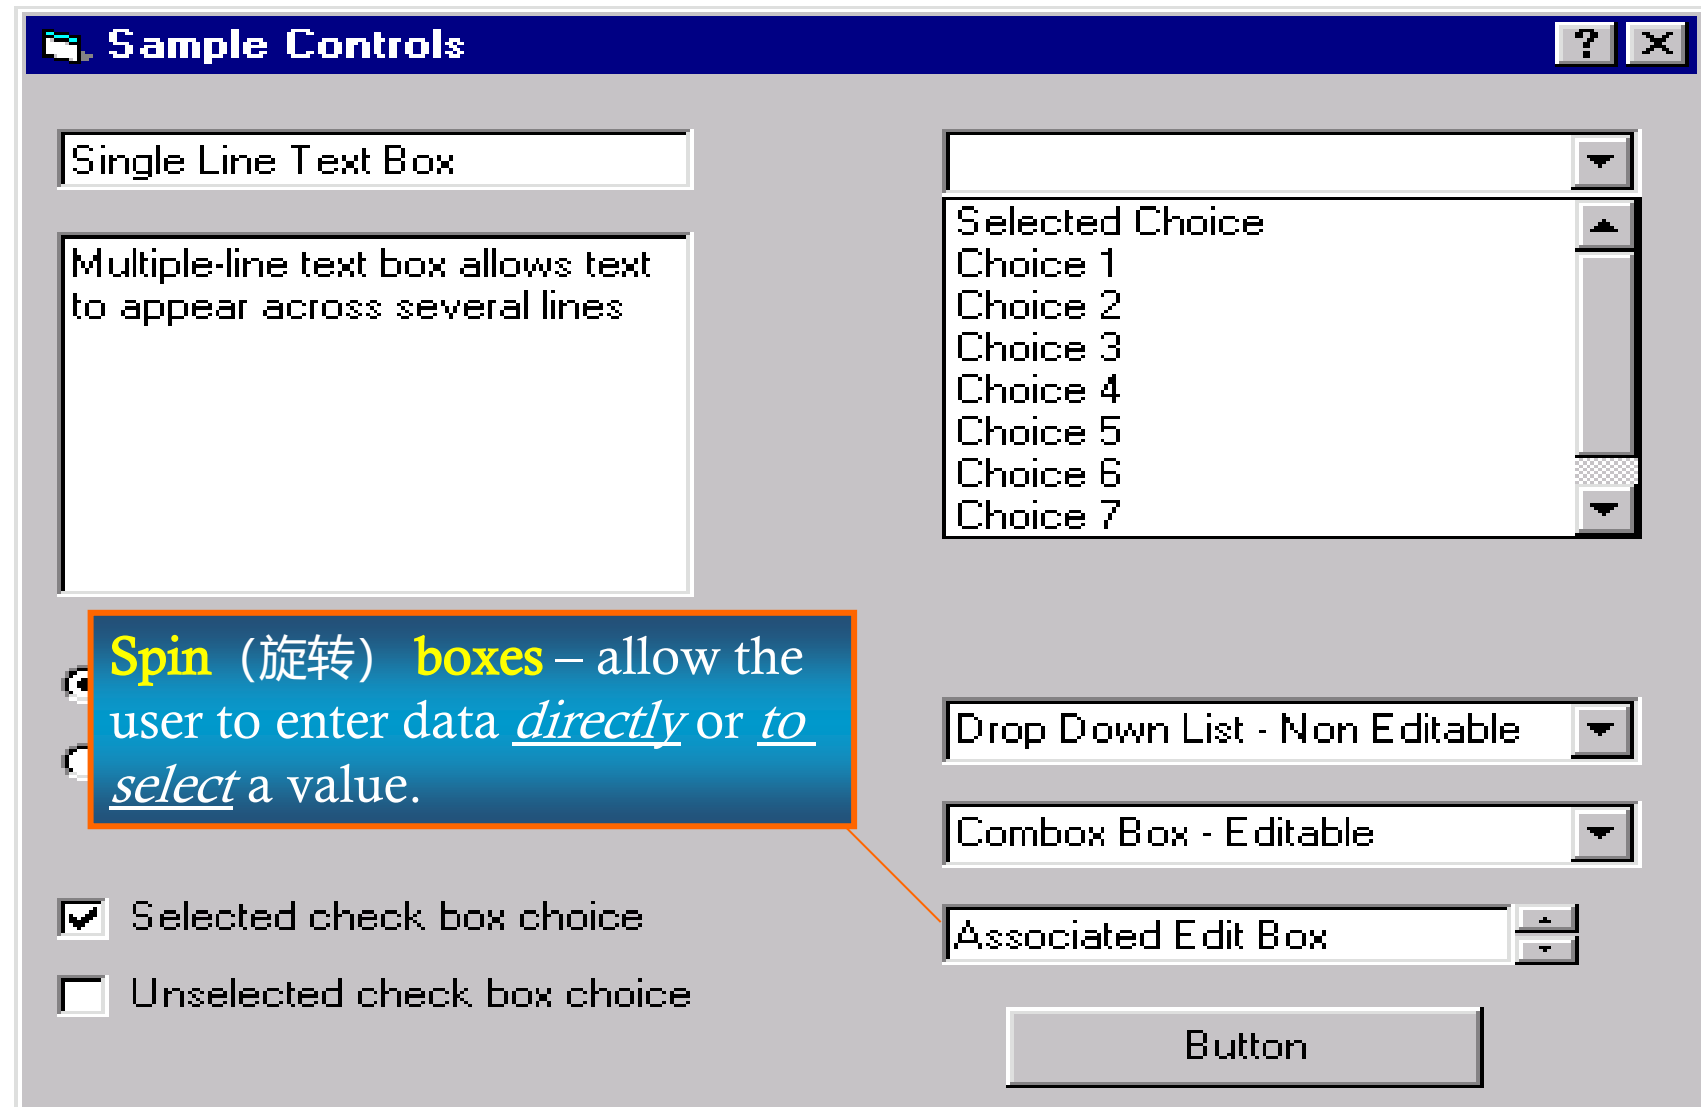 Sample Controls
Single Line Text Box
Multiple-line text box allows text
to appear across several lines
Selected Choice
Choice 1
Choice 2
Choice 3
Choice 4
Choice 5
Choice 6
Choice 7
Spin（旋转） boxes – allow the
user to enter data directly or to
select a value.
Drop Down List - Non Editable
Combox Box - Editable
Associated Edit Box
Selected check box choice
Unselected check box choice
Button